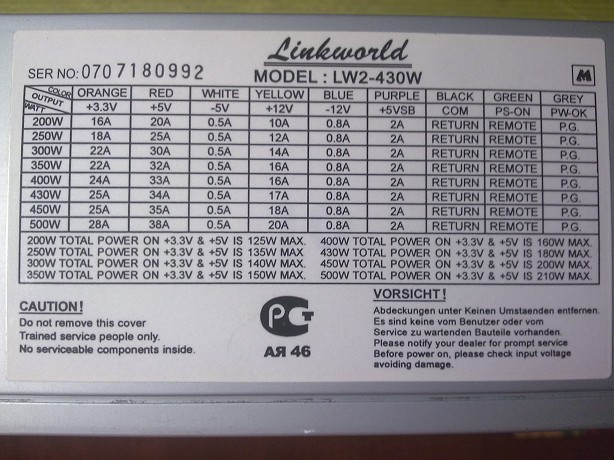 Linkworld
SER NO: 0707180992 MODEL : LW2-430W
COLOR OUTPUT WATT ORANGE RED WHITE YELLOW BLUE PURPLE BLACK GREEN GREY
+3.3V +5V -5V +12V -12V +5VSB COM PS-ON PW-OK
200W 16A 20A 0.5A 10A 0.8A 2A RETURN REMOTE P.G.
250W 18A 25A 0.5A 12A 0.8A 2A RETURN REMOTE P.G.
300W 22A 30A 0.5A 14A 0.8A 2A RETURN REMOTE P.G.
350W 22A 32A 0.5A 16A 0.8A 2A RETURN REMOTE P.G.
400W 24A 33A 0.5A 16A 0.8A 2A RETURN REMOTE P.G.
430W 25A 34A 0.5A 17A 0.8A 2A RETURN REMOTE P.G.
450W 25A 35A 0.5A 18A 0.8A 2A RETURN REMOTE P.G.
500W 28A 38A 0.5A 20A 0.8A 2A RETURN REMOTE P.G.
200W TOTAL POWER ON +3.3V & +5V IS 125W MAX. 400W TOTAL POWER ON +3.3V & +5V IS 160W MAX.
250W TOTAL POWER ON +3.3V & +5V IS 135W MAX. 430W TOTAL POWER ON +3.3V & +5V IS 180W MAX.
300W TOTAL POWER ON +3.3V & +5V IS 140W MAX. 450W TOTAL POWER ON +3.3V & +5V IS 200W MAX.
350W TOTAL POWER ON +3.3V & +5V IS 150W MAX. 500W TOTAL POWER ON +3.3V & +5V IS 210W MAX.
CAUTION!
Do not remove this cover
Trained service people only.
No serviceable components inside.
РСТ
АЯ 46
VORSICHT!
Abdeckungen unter Keinen Umstaenden entfernen.
Es sind keine vom Benutzer oder vom
Service zu wartenden Bauteile vorhanden.
Please notify your dealer for prompt service
Before power on, please check input voltage
avoiding damage.